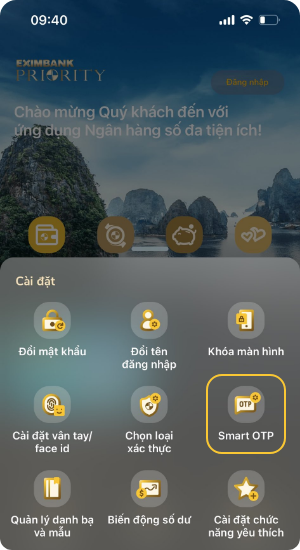 09:40
EXIMBANK
PRIORITY
Đăng nhập
Chào mừng Quý khách đến với
ứng dụng Ngân hàng số đa tiện ích!
Cài đặt
Đổi mật khẩu
Đổi tên
đăng nhập
Khóa màn hình
Cài đặt vân tay/
face id
Chọn loại
xác thực
OTP
Smart OTP
Quản lý danh bạ
và mẫu
Biến động số dư
Cài đặt chức
năng yêu thích